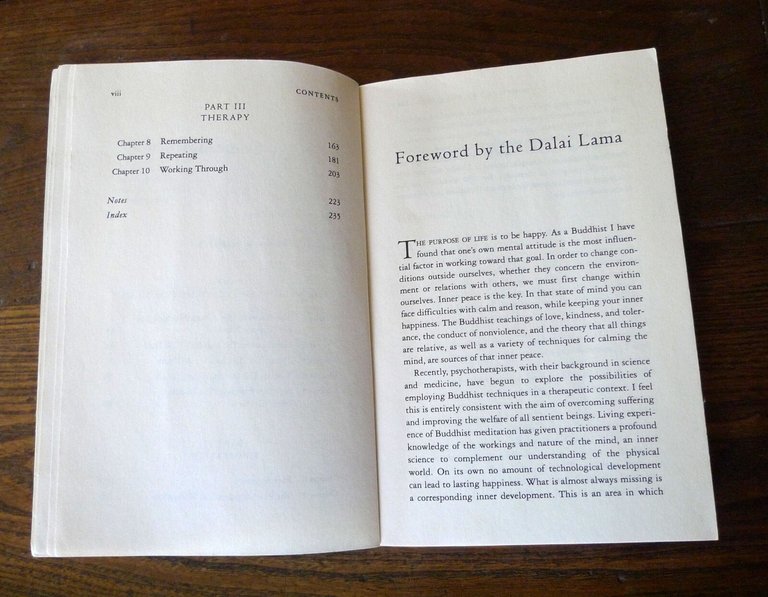 viii
CONTENTS
PART III
THERAPY
Chapter 8 Remembering 163
Chapter 9 Repeating 181
Chapter 10 Working Through 203
Notes 223
Index 235
Foreword by the Dalai Lama
THE PURPOSE OF LIFE is to be happy. As a Buddhist I have
found that one's own mental attitude is the most influen-
tial factor in working toward that goal. In order to change con-
ditions outside ourselves, whether they concern the environ-
ment or relations with others, we must first change within
ourselves. Inner peace is the key. In that state of mind you can
face difficulties with calm and reason, while keeping your inner
happiness. The Buddhist teachings of love, kindness, and toler-
ance, the conduct of nonviolence, and the theory that all things
are relative, as well as a variety of techniques for calming the
mind, are sources of that inner peace.
Recently, psychotherapists, with their background in science
and medicine, have begun to explore the possibilities of
employing Buddhist techniques in a therapeutic context. I feel
this is entirely consistent with the aim of overcoming suffering
and improving the welfare of all sentient beings. Living experi-
ence of Buddhist meditation has given practitioners a profound
knowledge of the workings and nature of the mind, an inner
science to complement our understanding of the physical
world. On its own no amount of technological development
can lead to lasting happiness. What is almost always missing is
a corresponding inner development. This is an area in which